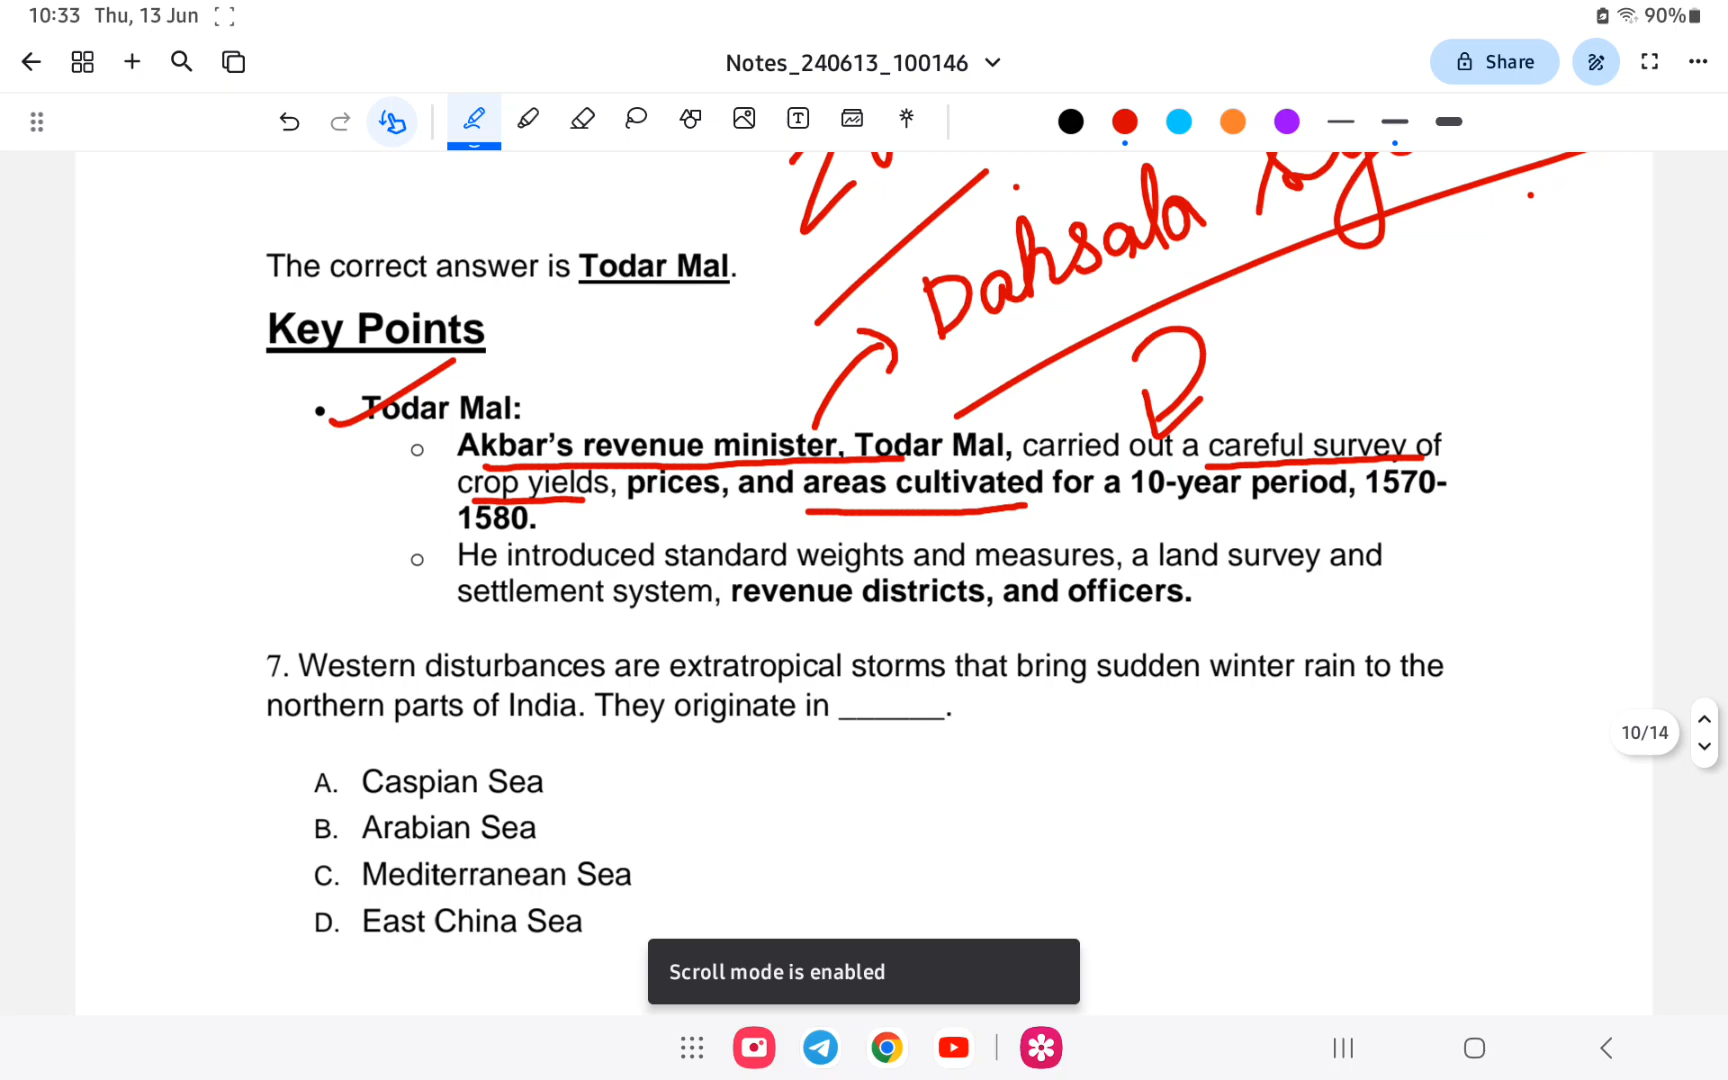 10:33 Thu, 13 Jun
90%
Notes_240613_100146
Share
Dahsala
The correct answer is Todar Mal.
Key Points
• Todar Mal:
o Akbar's revenue minister, Todar Mal, carried out a careful survey of
crop yields, prices, and areas cultivated for a 10-year period, 1570-
1580.
o He introduced standard weights and measures, a land survey and
settlement system, revenue districts, and officers.
7. Western disturbances are extratropical storms that bring sudden winter rain to the
northern parts of India. They originate in ______.
10/14
A. Caspian Sea
B. Arabian Sea
C. Mediterranean Sea
D. East China Sea
Scroll mode is enabled